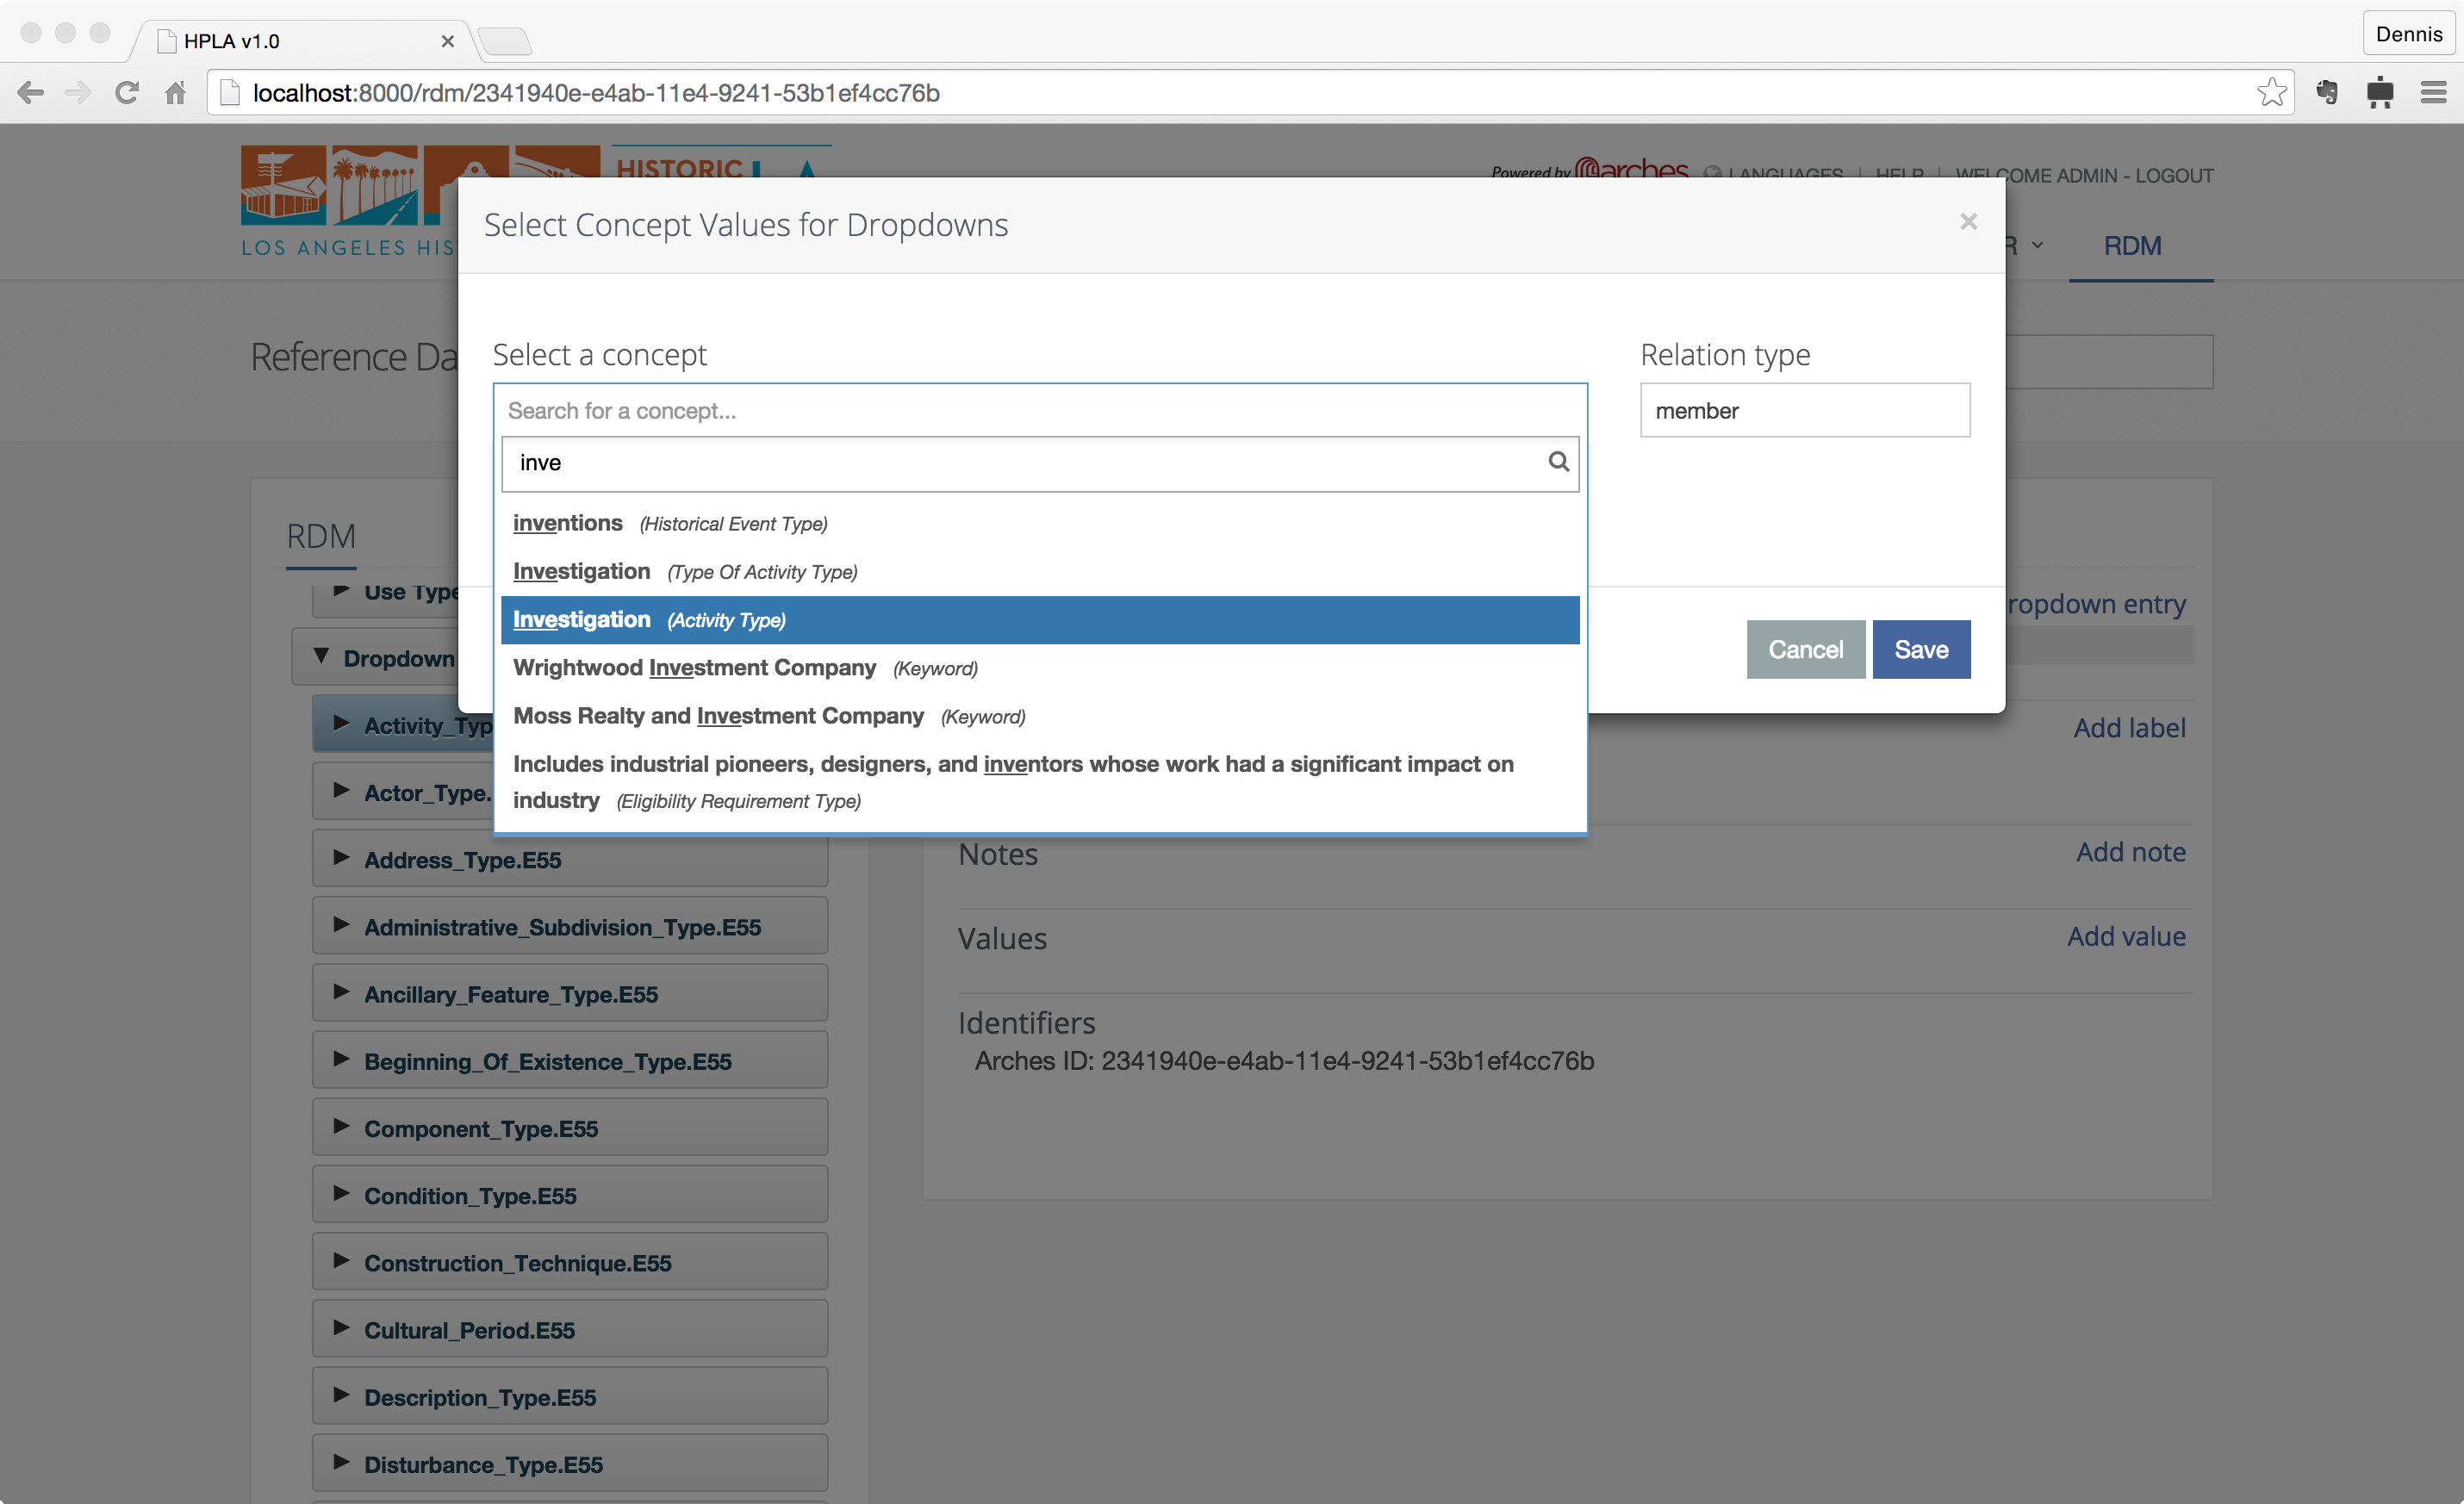 HPLA v1.0
Dennis
localhost:8000/rdm/2341940e-e4ab-11e4-9241-53b1ef4cc76b
HISTORIC
Powered by arches LANGUAGES | HELP | WELCOME ADMIN - LOGOUT
LOS ANGELES HIS
R RDM
Select Concept Values for Dropdowns
Reference Da
Select a concept
Relation type
Search for a concept...
member
inve
inventions (Historical Event Type)
Investigation (Type Of Activity Type)
Investigation (Activity Type)
Wrightwood Investment Company (Keyword)
Moss Realty and Investment Company (Keyword)
Includes industrial pioneers, designers, and inventors whose work had a significant impact on
industry (Eligibility Requirement Type)
Cancel Save
RDM
Use Type
Dropdown
Activity_Typ
Actor_Type.
Address_Type.E55
Administrative_Subdivision_Type.E55
Ancillary_Feature_Type.E55
Beginning_Of_Existence_Type.E55
Component_Type.E55
Condition_Type.E55
Construction_Technique.E55
Cultural_Period.E55
Description_Type.E55
Disturbance_Type.E55
ropdown entry
Add label
Notes Add note
Values Add value
Identifiers
Arches ID: 2341940e-e4ab-11e4-9241-53b1ef4cc76b